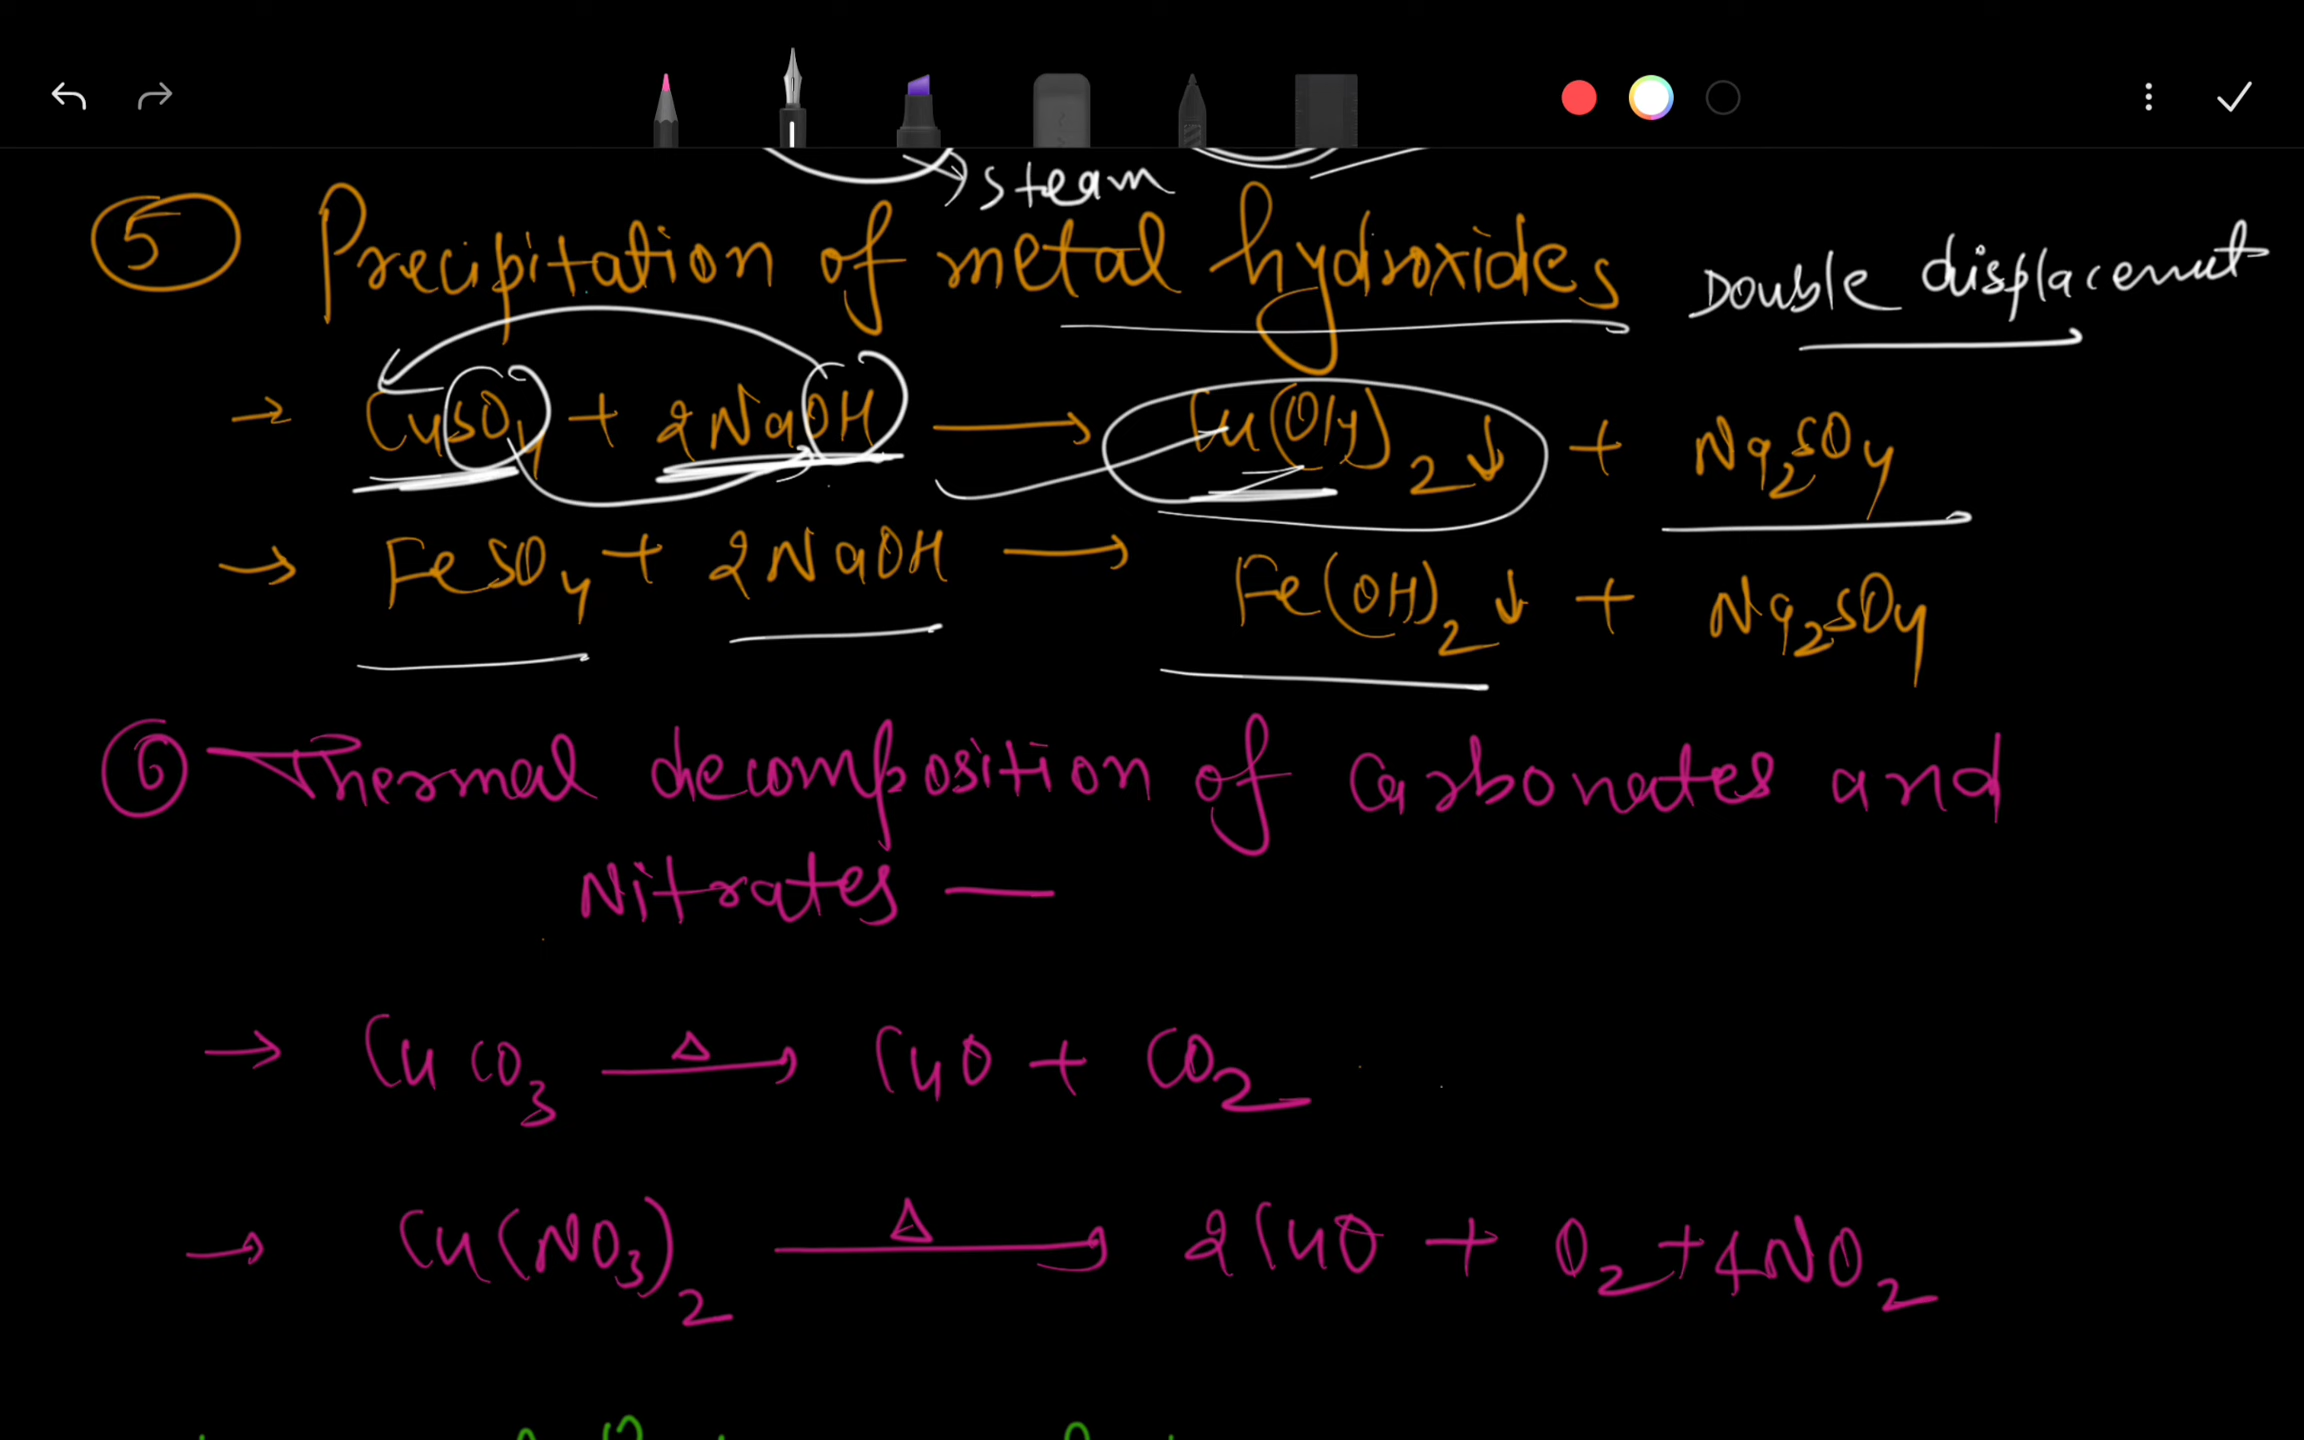 → steam
⑤ Precipitation of metal hydroxides Double displacemut
→ CuSO4 + 2NaOH → Cu(OH)2↓ + Na2SO4
→ FeSO4 + 2NaOH → Fe(OH)2↓ + Na2SO4
⑥ Thermal decomposition of Carbonates and
Nitrates —
→ CuCO3 Δ→ CuO + CO2
→ Cu(NO3)2 Δ→ 2CuO + O2 + 4NO2